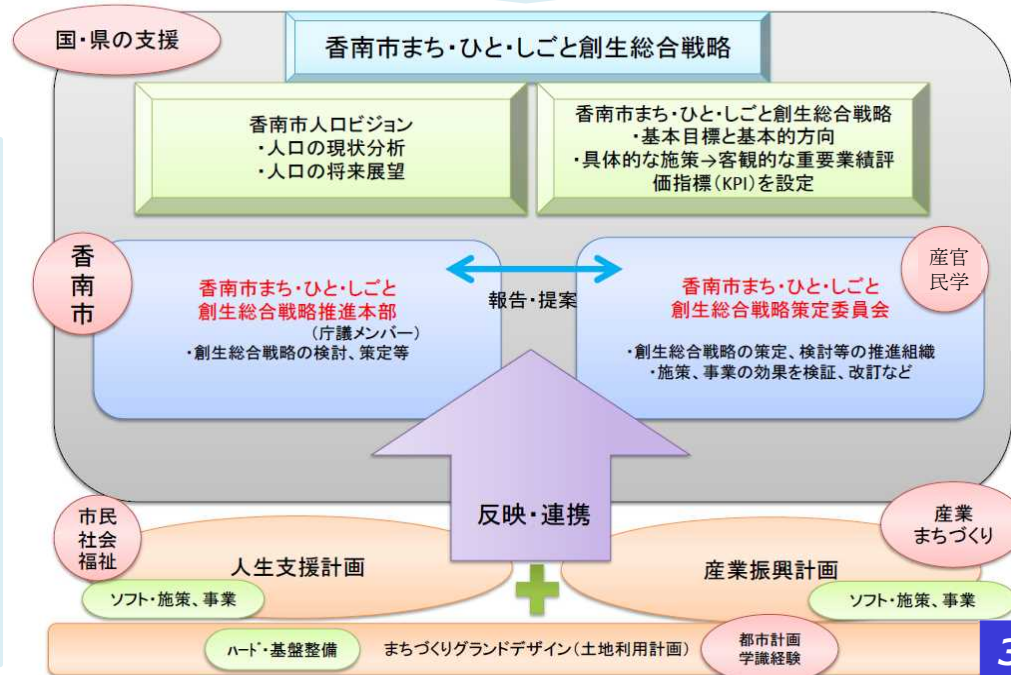 国・県の支援
香南市まち・ひと・しごと創生総合戦略
香南市人口ビジョン
・人口の現状分析
・人口の将来展望
香南市まち・ひと・しごと創生総合戦略
・基本目標と基本的方向
・具体的な施策→客観的な重要業績評
価指標(KPI)を設定
香
南
市
香南市まち・ひと・しごと
創生総合戦略推進本部
(庁議メンバー)
・創生総合戦略の検討、策定等
報告・提案
産官
民学
香南市まち・ひと・しごと
創生総合戦略策定委員会
・創生総合戦略の策定、検討等の推進組織
・施策、事業の効果を検証、改訂など
反映・連携
市民
社会
福祉
人生支援計画
ソフト・施策、事業
産業
まちづくり
産業振興計画
ソフト・施策、事業
ハード・基盤整備
まちづくりグランドデザイン(土地利用計画)
都市計画
学識経験
3